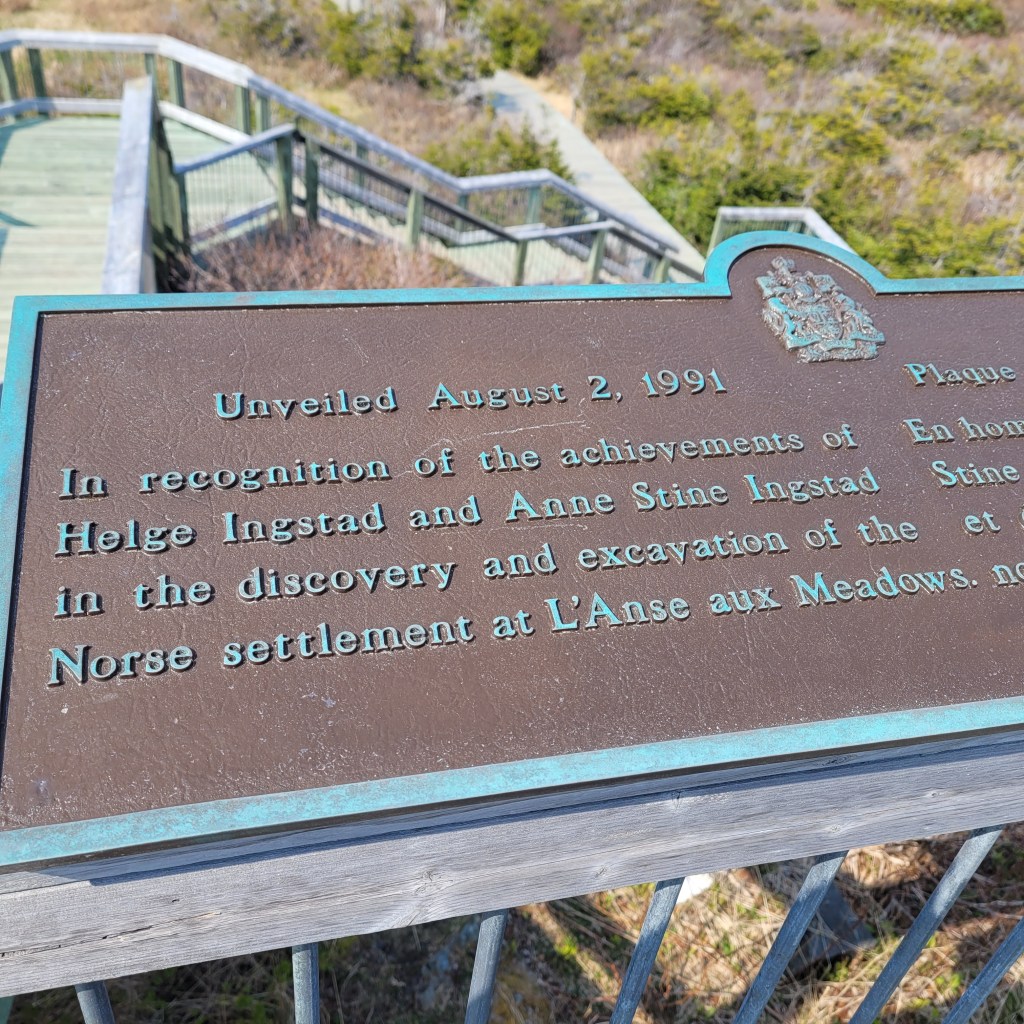 Unveiled August 2, 1991
In recognition of the achievements of
Helge Ingstad and Anne Stine Ingstad
in the discovery and excavation of the
Norse settlement at L'Anse aux Meadows.
Plaque
En
Stine
et